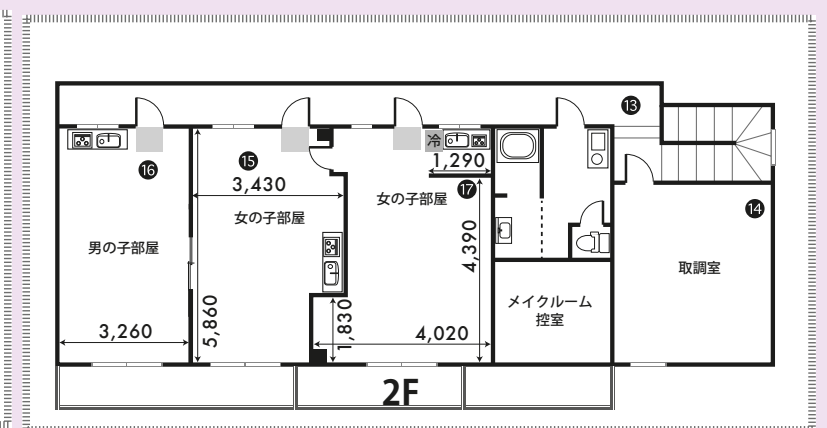 ⓭
冷
⓰
⓯
1,290
3,430
⓱
女の子部屋
⓮
女の子部屋
男の子部屋
4,390
取調室
メイクルーム
控室
5,860
1,830
3,260
4,020
2F